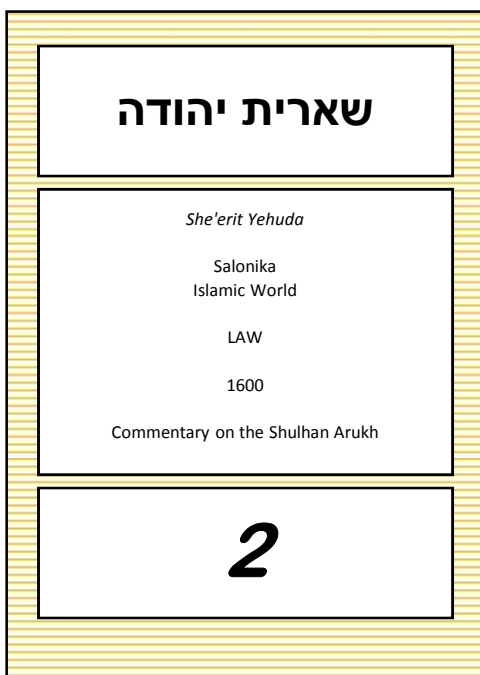 שארית יהודה
She'erit Yehuda
Salonika
Islamic World
LAW
1600
Commentary on the Shulhan Arukh
2